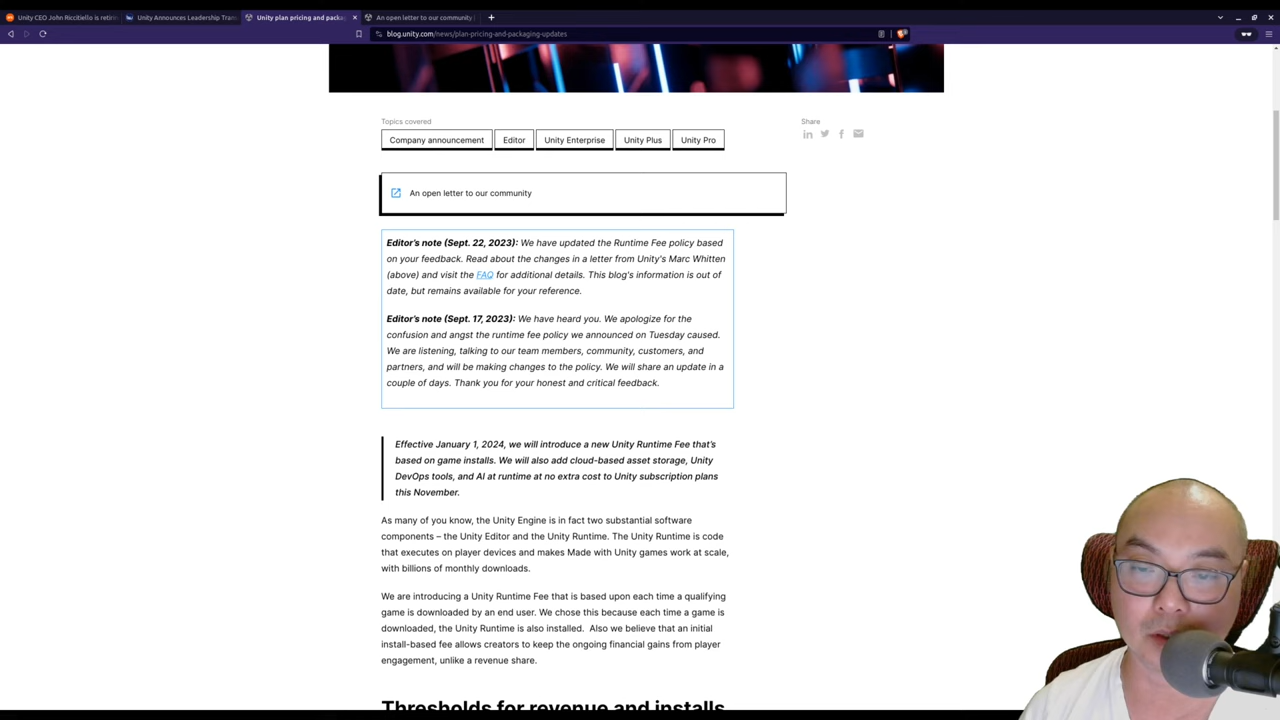 Unity CEO John Riccitiello is retirin
Unity Announces Leadership Tran
Unity plan pricing and packag
An open letter to our community
blog.unity.com/news/plan-pricing-and-packaging-updates
Topics covered
Share
Company announcement
Editor
Unity Enterprise
Unity Plus
Unity Pro
An open letter to our community
Editor's note (Sept. 22, 2023): We have updated the Runtime Fee policy based
on your feedback. Read about the changes in a letter from Unity's Marc Whitten
(above) and visit the FAQ for additional details. This blog's information is out of
date, but remains available for your reference.
Editor's note (Sept. 17, 2023): We have heard you. We apologize for the
confusion and angst the runtime fee policy we announced on Tuesday caused.
We are listening, talking to our team members, community, customers, and
partners, and will be making changes to the policy. We will share an update in a
couple of days. Thank you for your honest and critical feedback.
Effective January 1, 2024, we will introduce a new Unity Runtime Fee that's
based on game installs. We will also add cloud-based asset storage, Unity
DevOps tools, and AI at runtime at no extra cost to Unity subscription plans
this November.
As many of you know, the Unity Engine is in fact two substantial software
components – the Unity Editor and the Unity Runtime. The Unity Runtime is code
that executes on player devices and makes Made with Unity games work at scale,
with billions of monthly downloads.
We are introducing a Unity Runtime Fee that is based upon each time a qualifying
game is downloaded by an end user. We chose this because each time a game is
downloaded, the Unity Runtime is also installed. Also we believe that an initial
install-based fee allows creators to keep the ongoing financial gains from player
engagement, unlike a revenue share.
Thresholds for revenue and installs